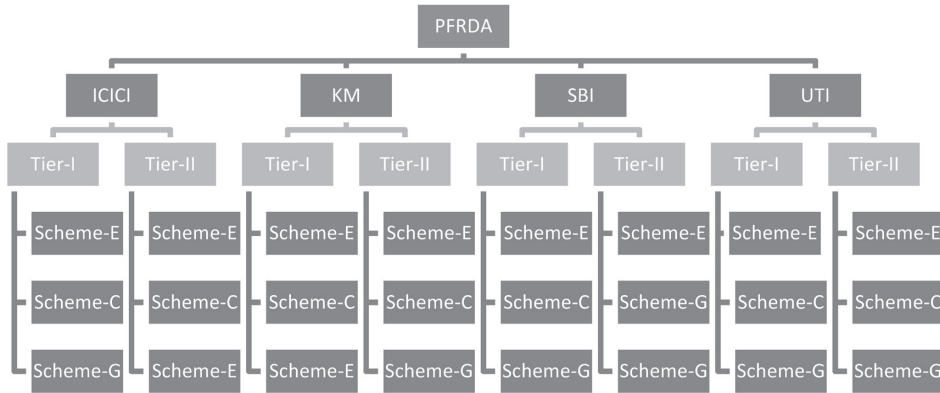 PFRDA
ICICI KM SBI UTI
Tier-I Tier-II Tier-I Tier-II Tier-I Tier-II Tier-I Tier-II
Scheme-E Scheme-E Scheme-E Scheme-E Scheme-E Scheme-E Scheme-E Scheme-E
Scheme-C Scheme-C Scheme-C Scheme-C Scheme-C Scheme-G Scheme-C Scheme-C
Scheme-G Scheme-E Scheme-E Scheme-G Scheme-G Scheme-G Scheme-G Scheme-G